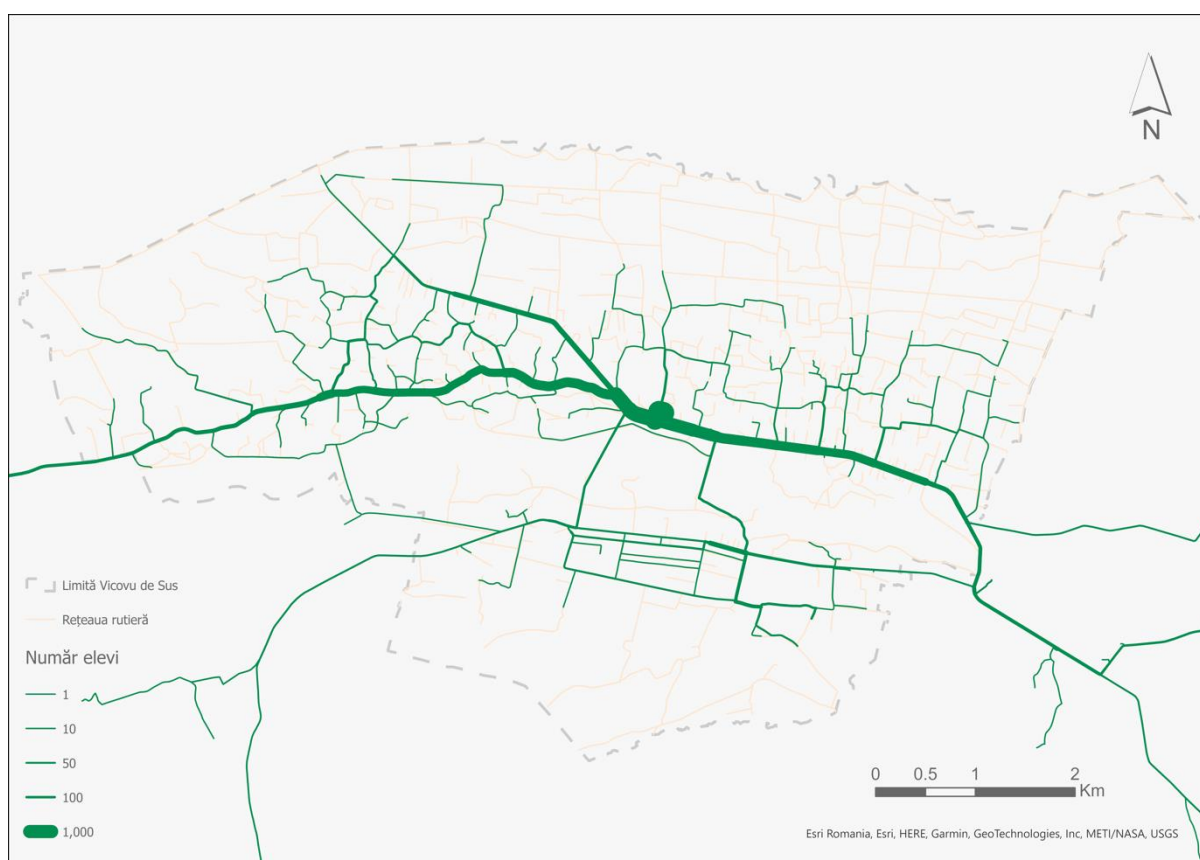 N
Limită Vicovu de Sus
Rețeaua rutieră
Număr elevi
1
10
50
100
1,000
0 0.5 1 2
Km
Esri Romania, Esri, HERE, Garmin, GeoTechnologies, Inc, METI/NASA, USGS